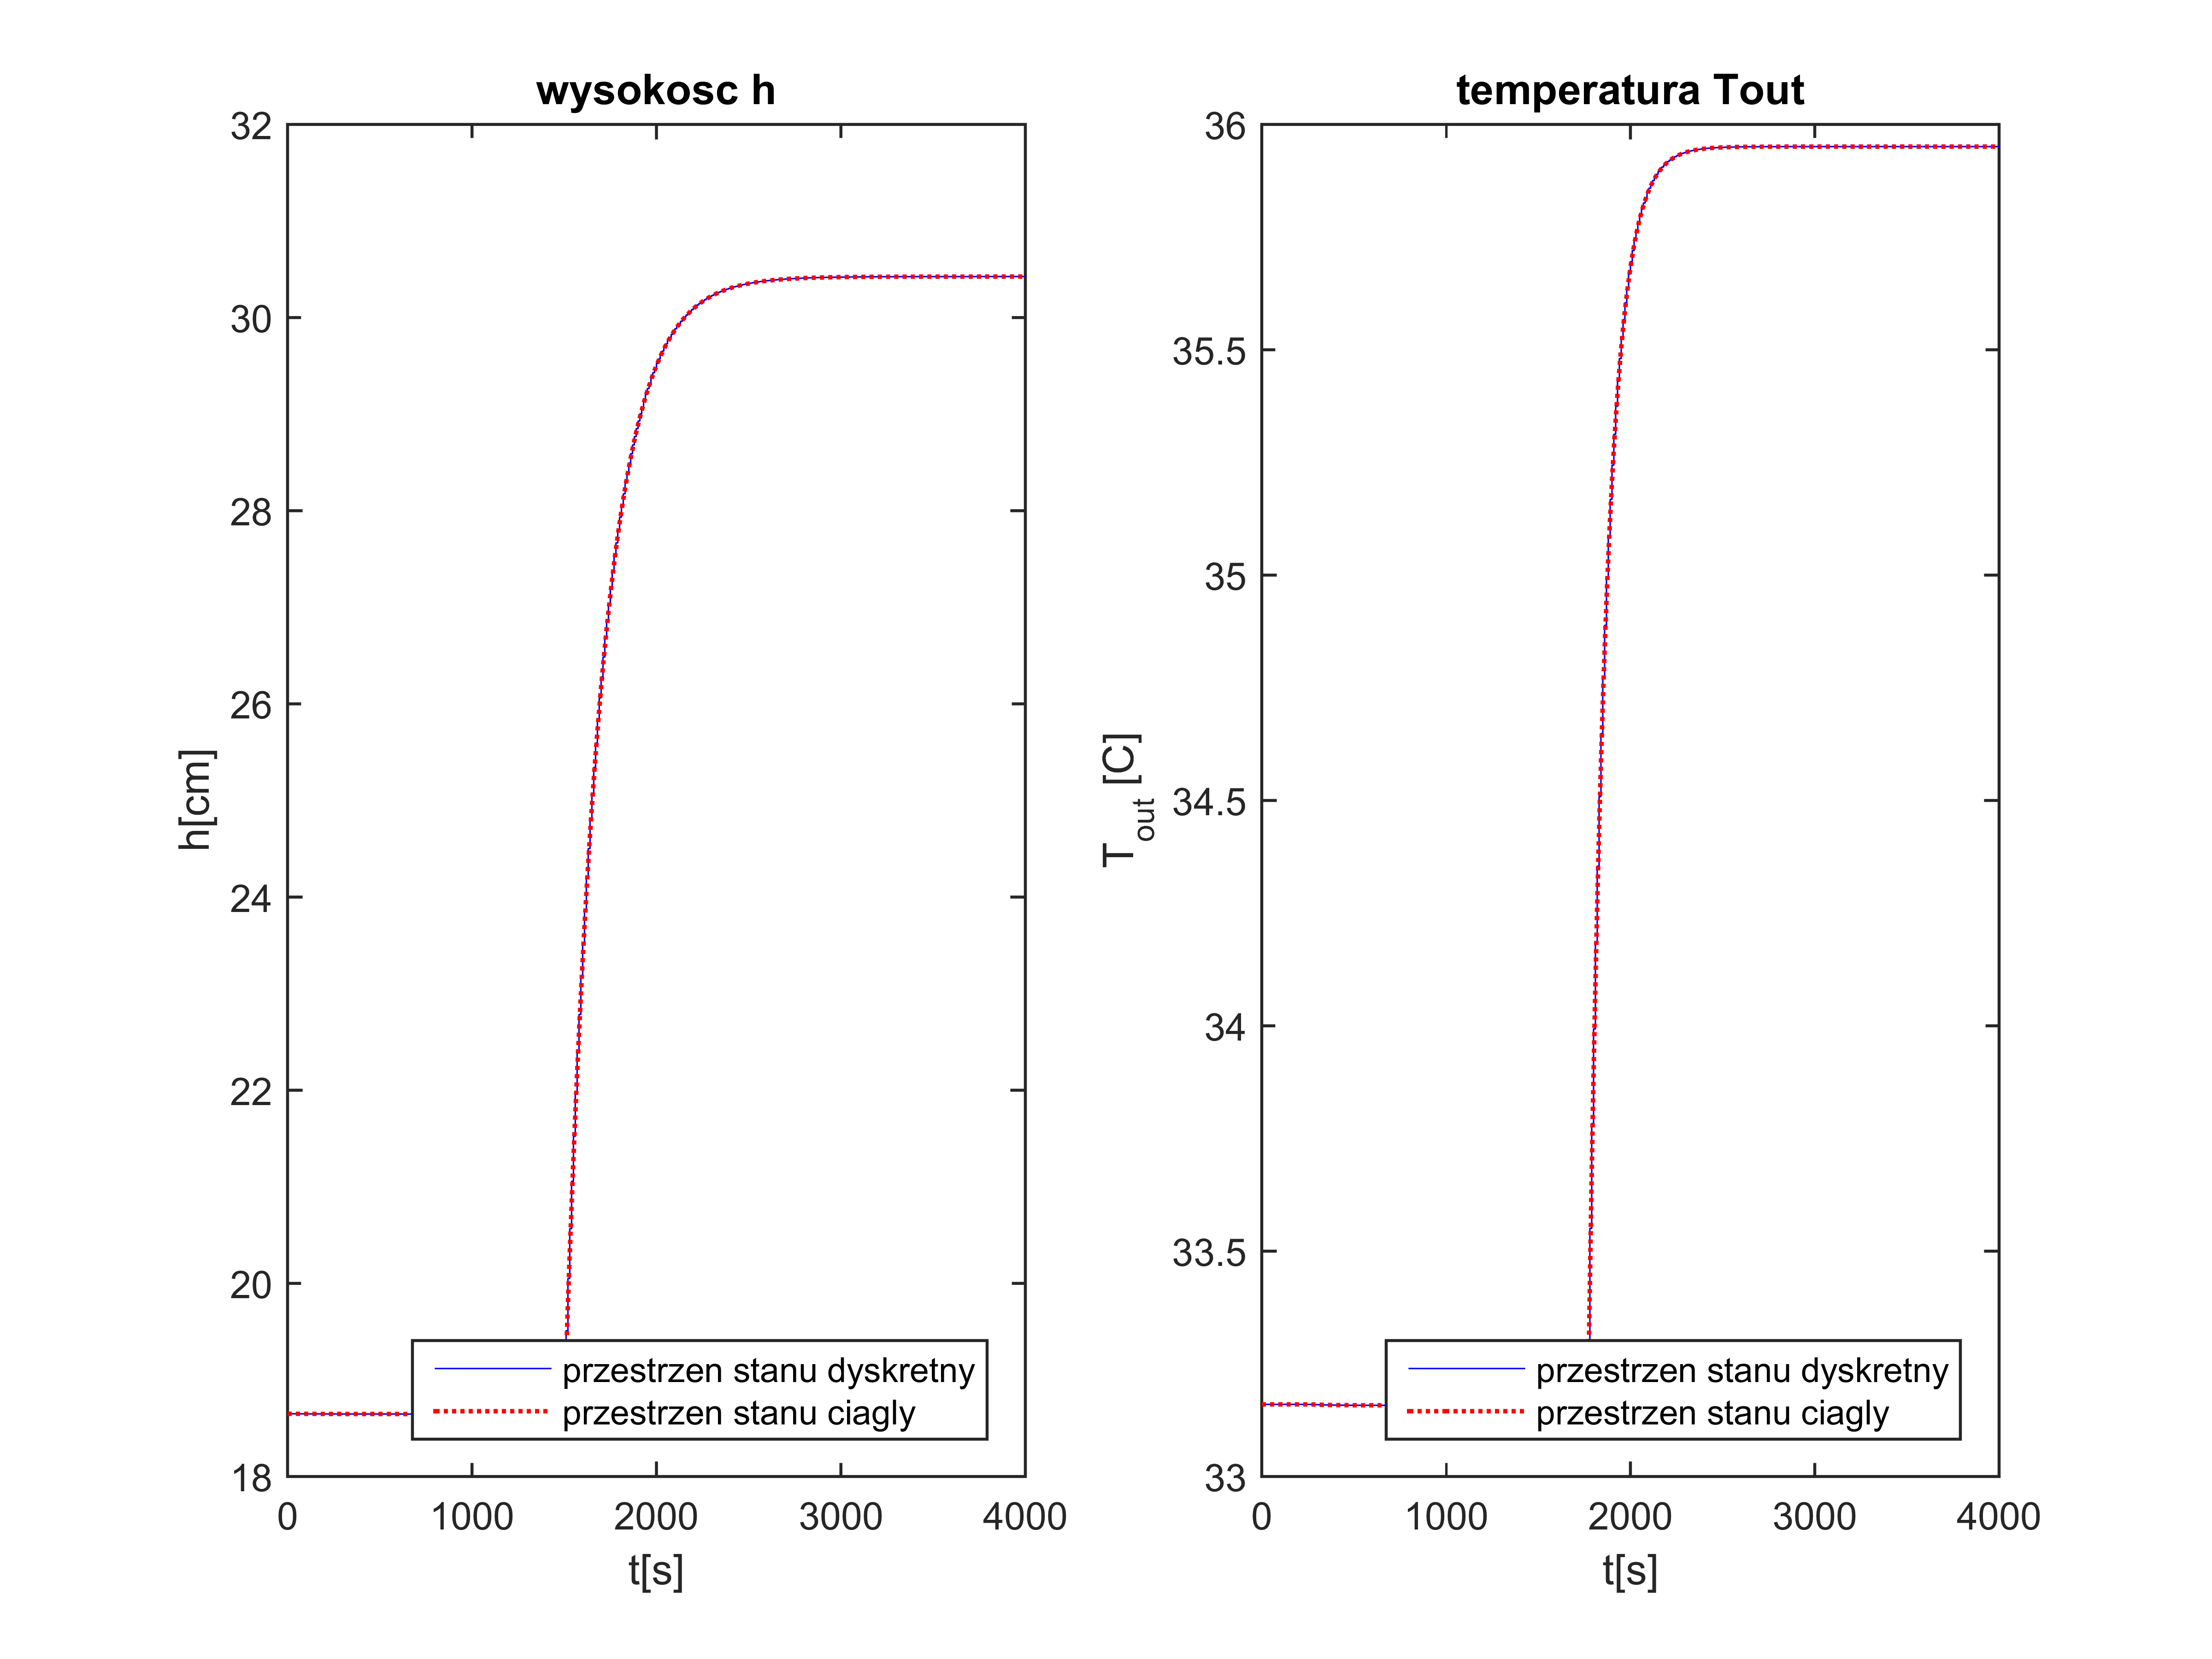 wysokosc h
32
30
28
26
24
22
20
18
h[cm]
przestrzen stanu dyskretny
przestrzen stanu ciagly
0 1000 2000 3000 4000
t[s]
temperatura Tout
36
35.5
35
34.5
34
33.5
33
T_out [C]
przestrzen stanu dyskretny
przestrzen stanu ciagly
0 1000 2000 3000 4000
t[s]